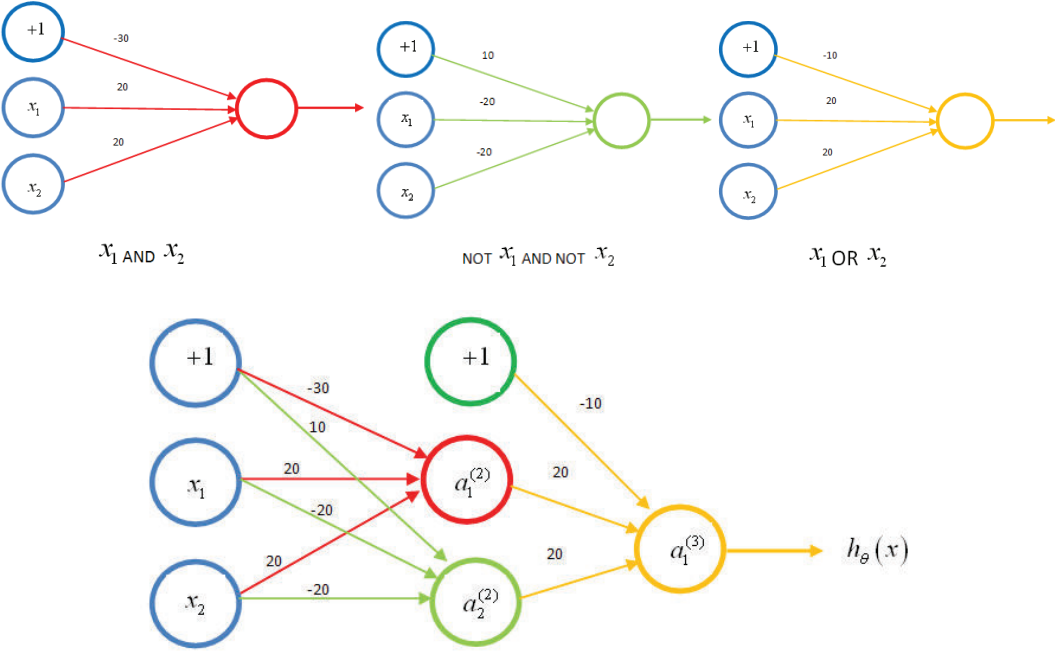 +1
-30
x₁
20
x₂
20
x₁ AND x₂
+1
10
x₁
-20
x₂
-20
NOT x₁ AND NOT x₂
+1
-10
x₁
20
x₂
20
x₁ OR x₂
+1
+1
-30
-10
10
x₁
20
a₁⁽²⁾
20
-20
a₁⁽³⁾
h_θ(x)
20
20
x₂
-20
a₂⁽²⁾